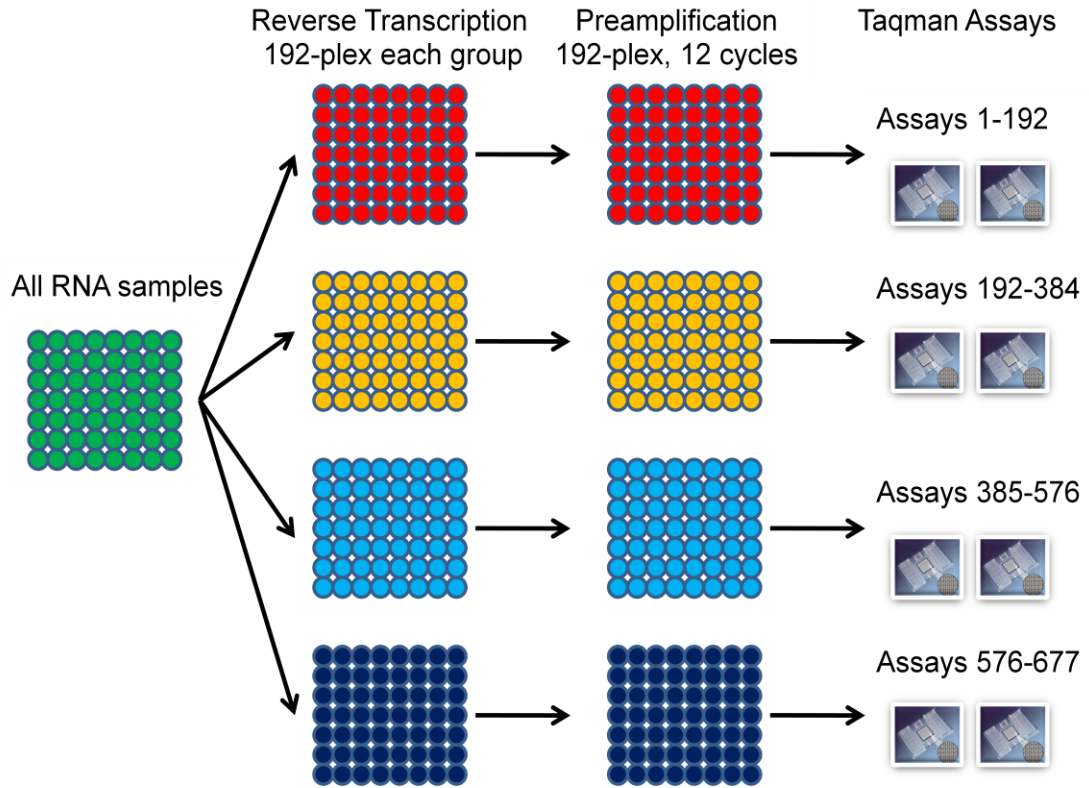 Reverse Transcription
192-plex each group
Preamplification
192-plex, 12 cycles
Taqman Assays
Assays 1-192
All RNA samples
Assays 192-384
Assays 385-576
Assays 576-677